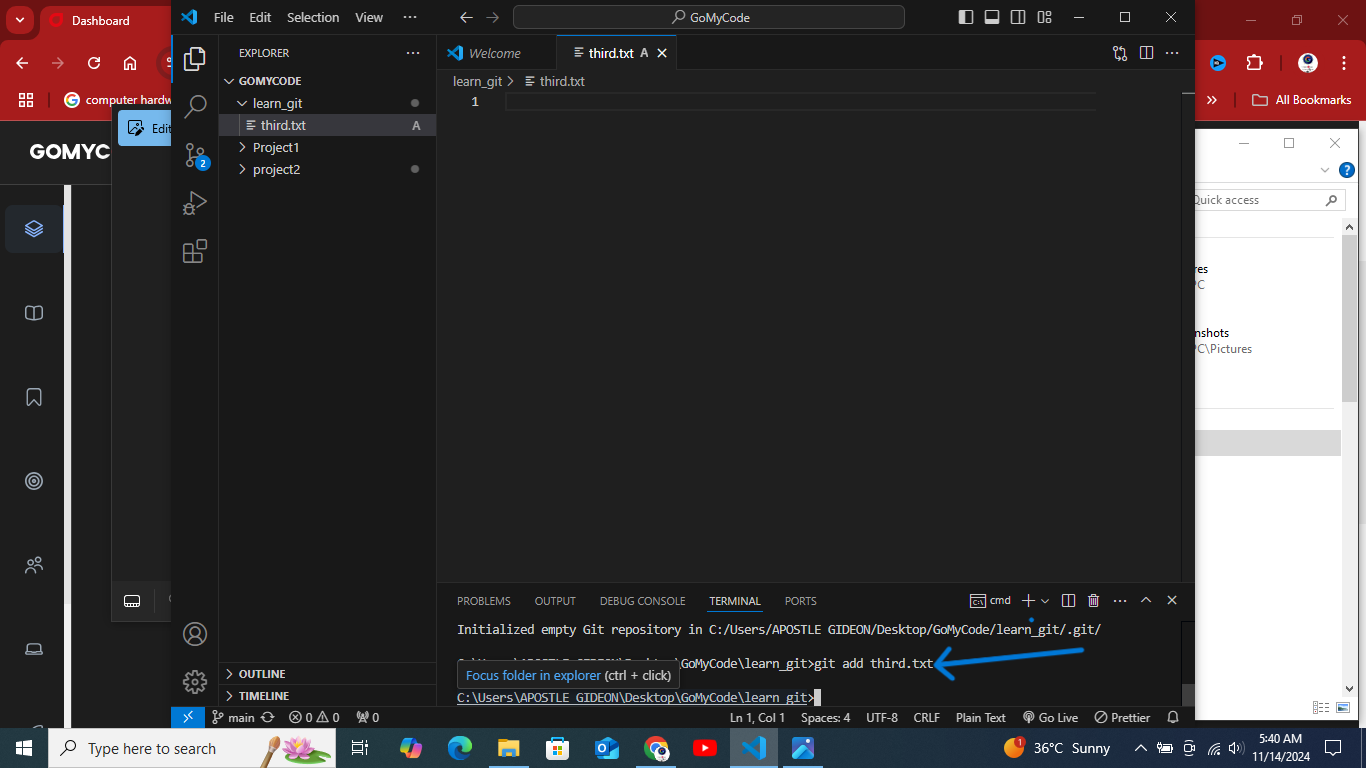 Dashboard
File Edit Selection View ···
GoMyCode
computer hardw
All Bookmarks
EXPLORER
GOMYCODE
learn_git
third.txt A
Project1
project2
2
OUTLINE
TIMELINE
Welcome
third.txt A
learn_git > third.txt
1
GOMYC
Edit
Quick access
res
PC
nshots
PC\Pictures
PROBLEMS OUTPUT DEBUG CONSOLE TERMINAL PORTS
cmd
Initialized empty Git repository in C:/Users/APOSTLE GIDEON/Desktop/GoMyCode/learn_git/.git/
\GoMyCode\learn_git>git add third.txt
Focus folder in explorer (ctrl + click)
C:\Users\APOSTLE GIDEON\Desktop\GoMyCode\learn_git>
main 0 0 0 Ln 1, Col 1 Spaces: 4 UTF-8 CRLF Plain Text Go Live Prettier
Type here to search
1
36°C Sunny
5:40 AM
11/14/2024